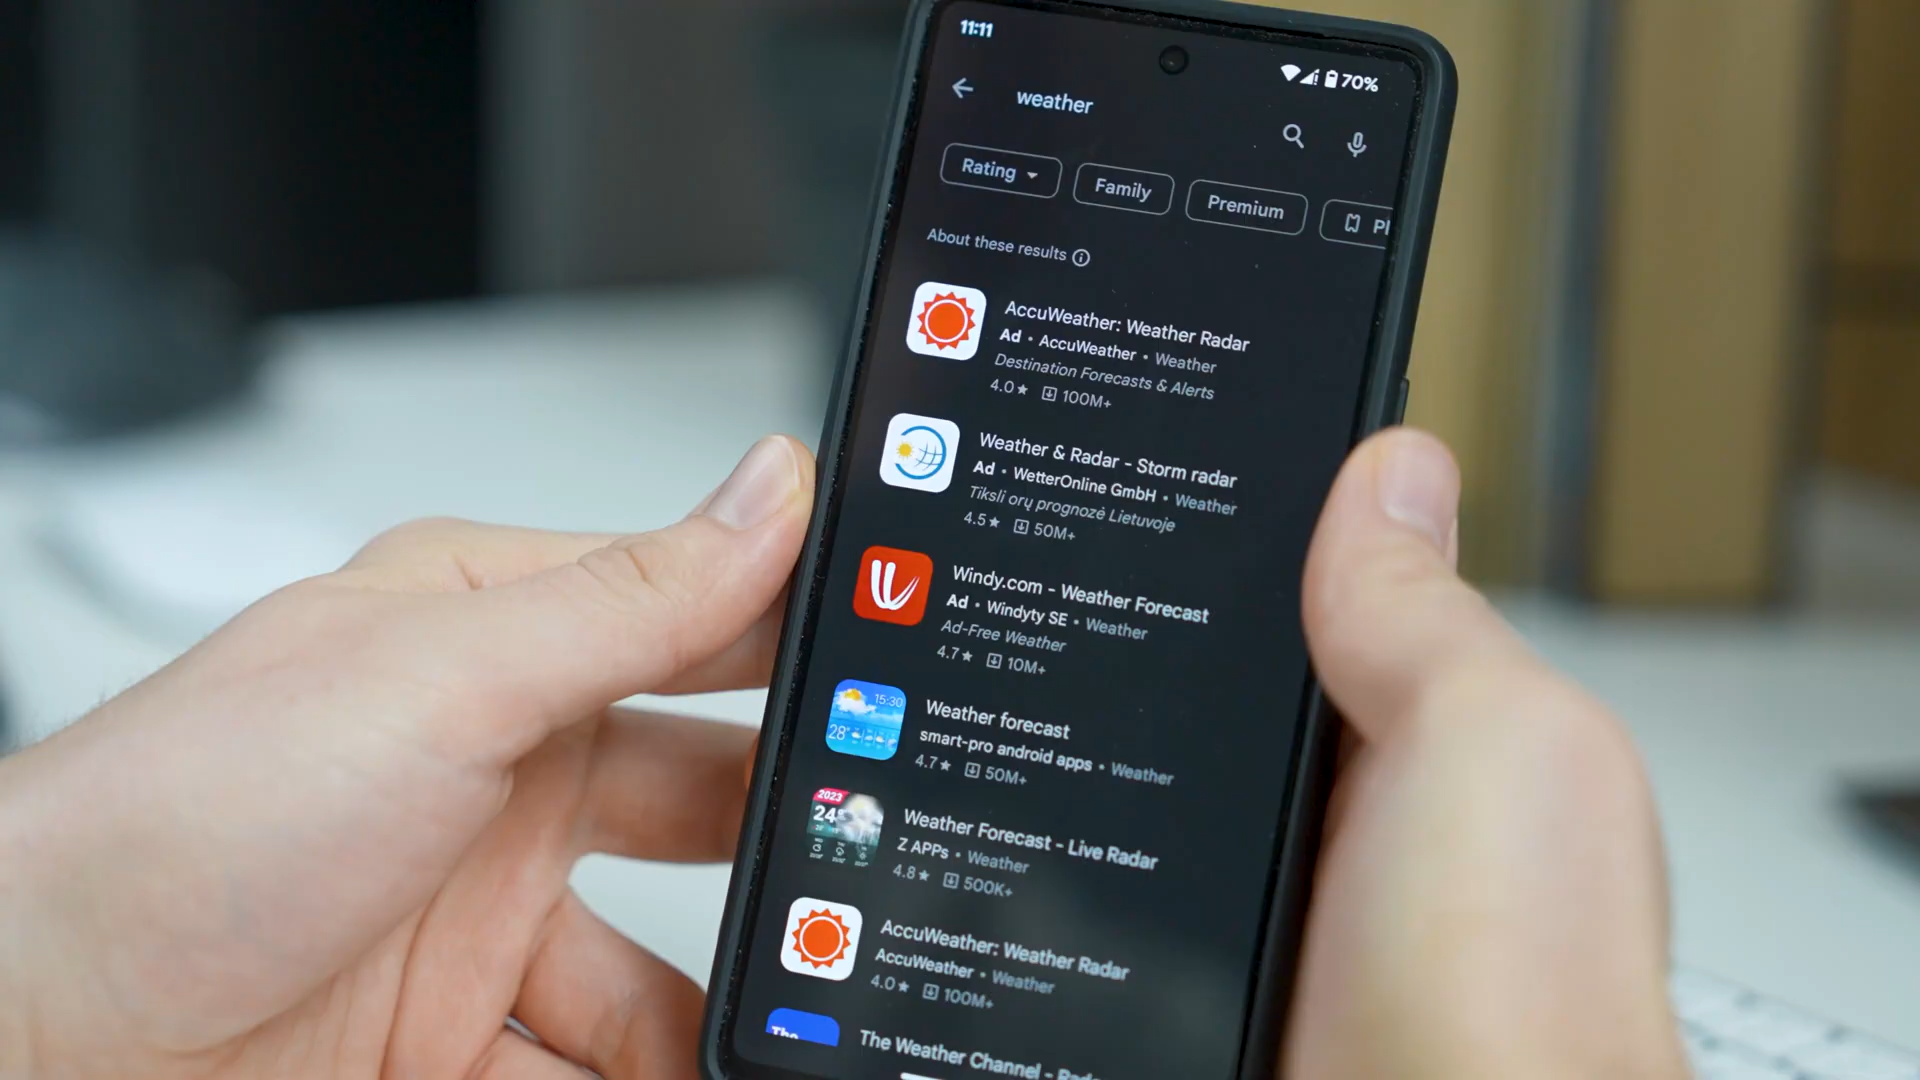 11:11
70%
weather
Rating
Family
Premium
Pl
About these results
AccuWeather: Weather Radar
Ad • AccuWeather • Weather
Destination Forecasts & Alerts
4.0★ 100M+
Weather & Radar - Storm radar
Ad • WetterOnline GmbH • Weather
Tiksli orų prognozė Lietuvoje
4.5★ 50M+
Windy.com - Weather Forecast
Ad • Windyty SE • Weather
Ad-Free Weather
4.7★ 10M+
15:30
28°
Weather forecast
smart-pro android apps • Weather
4.7★ 50M+
2023
24°
Weather Forecast - Live Radar
Z APPs • Weather
4.8★ 500K+
AccuWeather: Weather Radar
AccuWeather • Weather
4.0★ 100M+
The
The Weather Channel - Radar